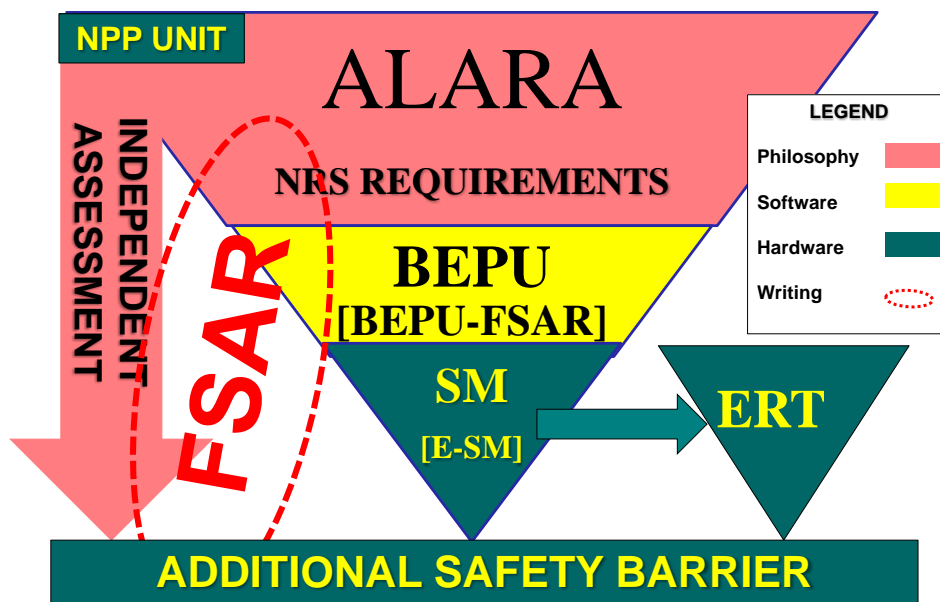 NPP UNIT
ALARA
NRS REQUIREMENTS
INDEPENDENT
ASSESSMENT
FSAR
BEPU
[BEPU-FSAR]
SM
[E-SM]
ERT
ADDITIONAL SAFETY BARRIER
LEGEND
Philosophy
Software
Hardware
Writing